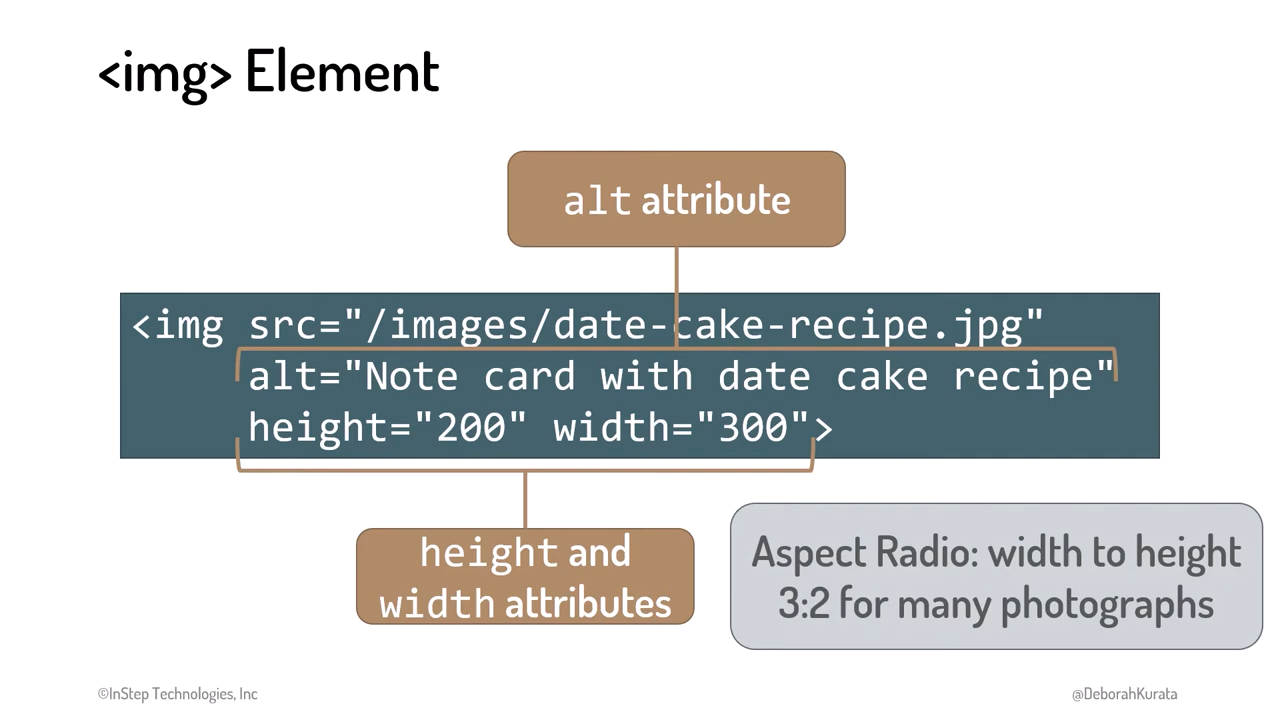 <img> Element
alt attribute
<img src="/images/date-cake-recipe.jpg"
alt="Note card with date cake recipe"
height="200" width="300">
height and
width attributes
Aspect Radio: width to height
3:2 for many photographs
©InStep Technologies, Inc
@DeborahKurata